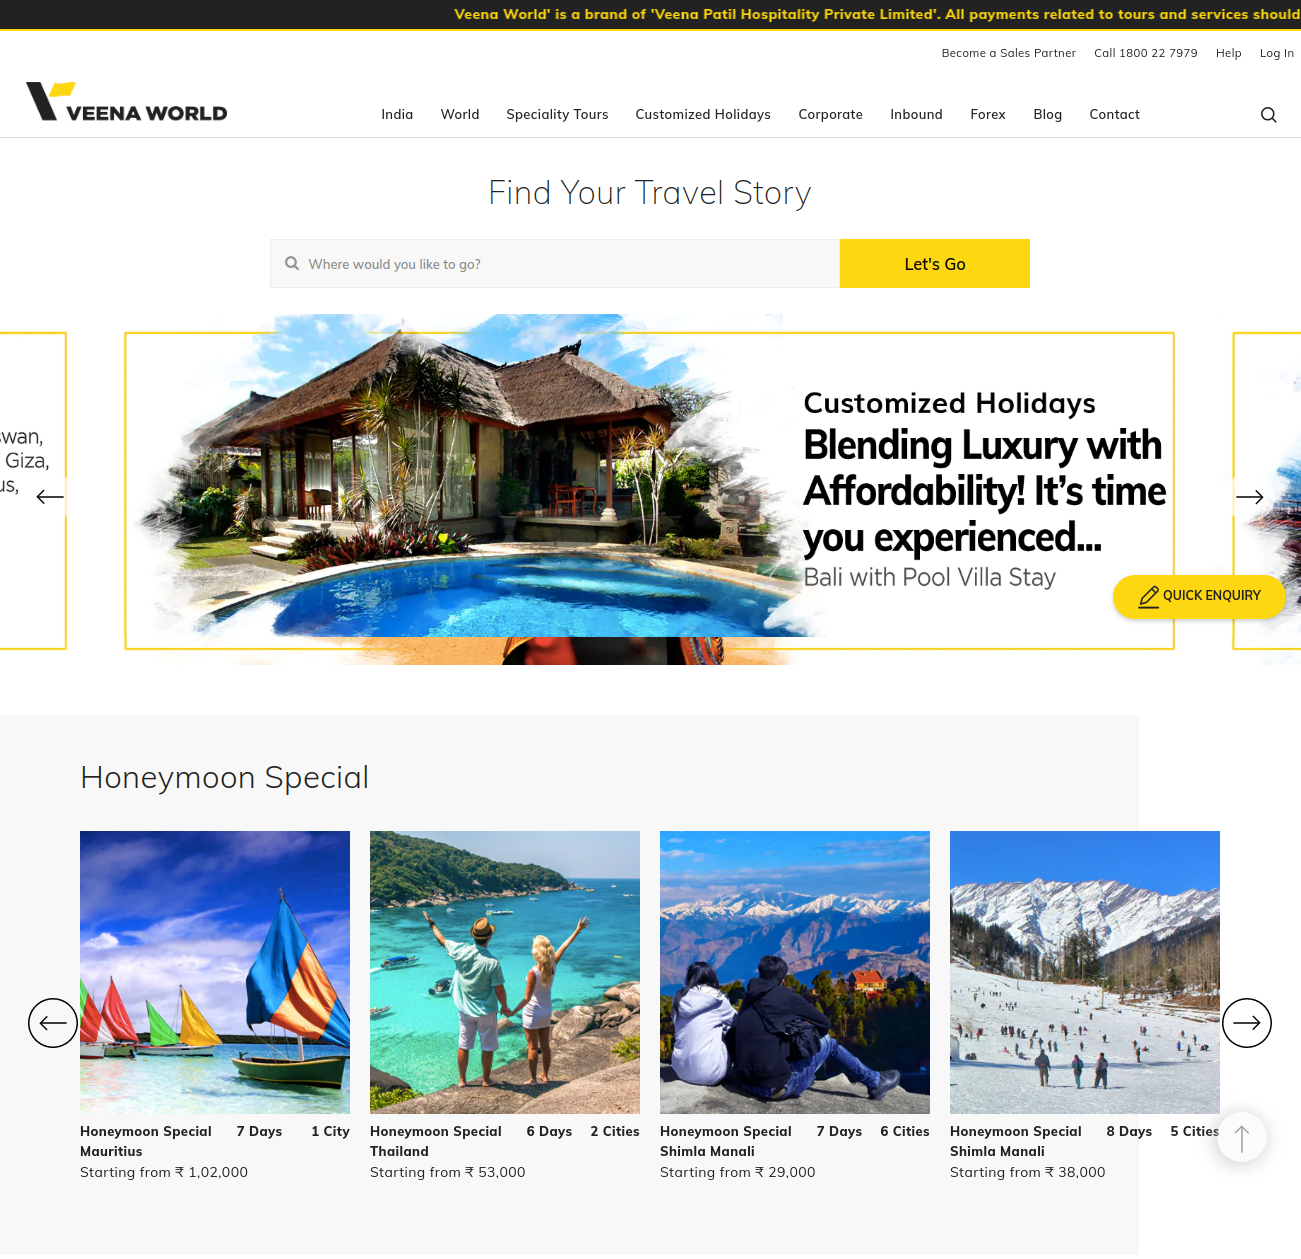 Veena World' is a brand of 'Veena Patil Hospitality Private Limited'. All payments related to tours and services should
Become a Sales Partner Call 1800 22 7979 Help Log In
VEENA WORLD
India World Speciality Tours Customized Holidays Corporate Inbound Forex Blog Contact
Find Your Travel Story
Where would you like to go? Let's Go
Giza,
Customized Holidays
Blending Luxury with
Affordability! It's time
you experienced...
Bali with Pool Villa Stay
QUICK ENQUIRY
Honeymoon Special
Honeymoon Special 7 Days 1 City
Mauritius
Starting from ₹ 1,02,000
Honeymoon Special 6 Days 2 Cities
Thailand
Starting from ₹ 53,000
Honeymoon Special 7 Days 6 Cities
Shimla Manali
Starting from ₹ 29,000
Honeymoon Special 8 Days 5 Cities
Shimla Manali
Starting from ₹ 38,000